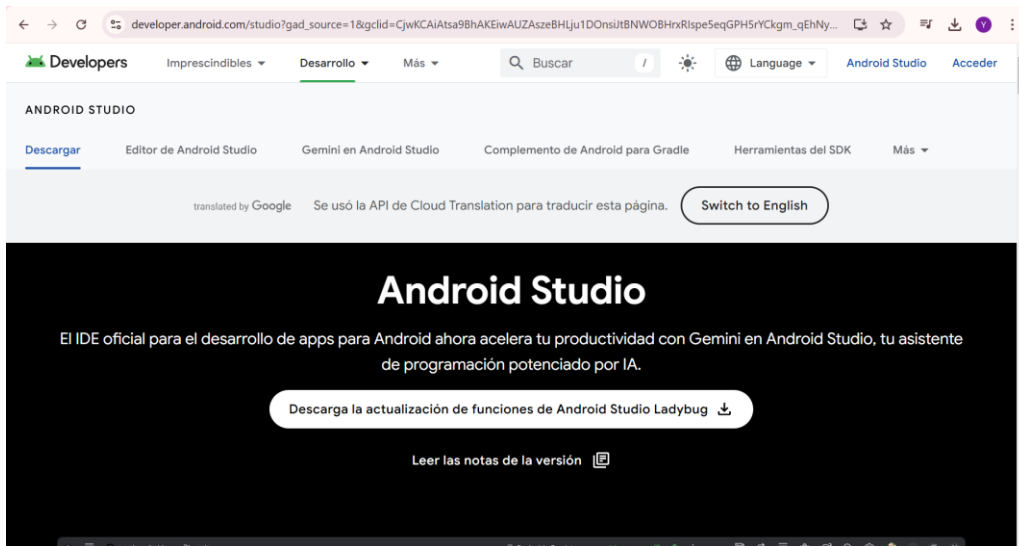 developer.android.com/studio?gad_source=1&gclid=CjwKCAiAtsa9BhAKEiwAUZAszeBHLju1DOnsiJtBNWOBHrxRIspe5eqGPH5rYCkgm_qEhNy...
Y
Developers Imprescindibles Desarrollo Más Buscar / Language Android Studio Acceder
ANDROID STUDIO
Descargar Editor de Android Studio Gemini en Android Studio Complemento de Android para Gradle Herramientas del SDK Más
translated by Google Se usó la API de Cloud Translation para traducir esta página. Switch to English
Android Studio
El IDE oficial para el desarrollo de apps para Android ahora acelera tu productividad con Gemini en Android Studio, tu asistente
de programación potenciado por IA.
Descarga la actualización de funciones de Android Studio Ladybug
Leer las notas de la versión